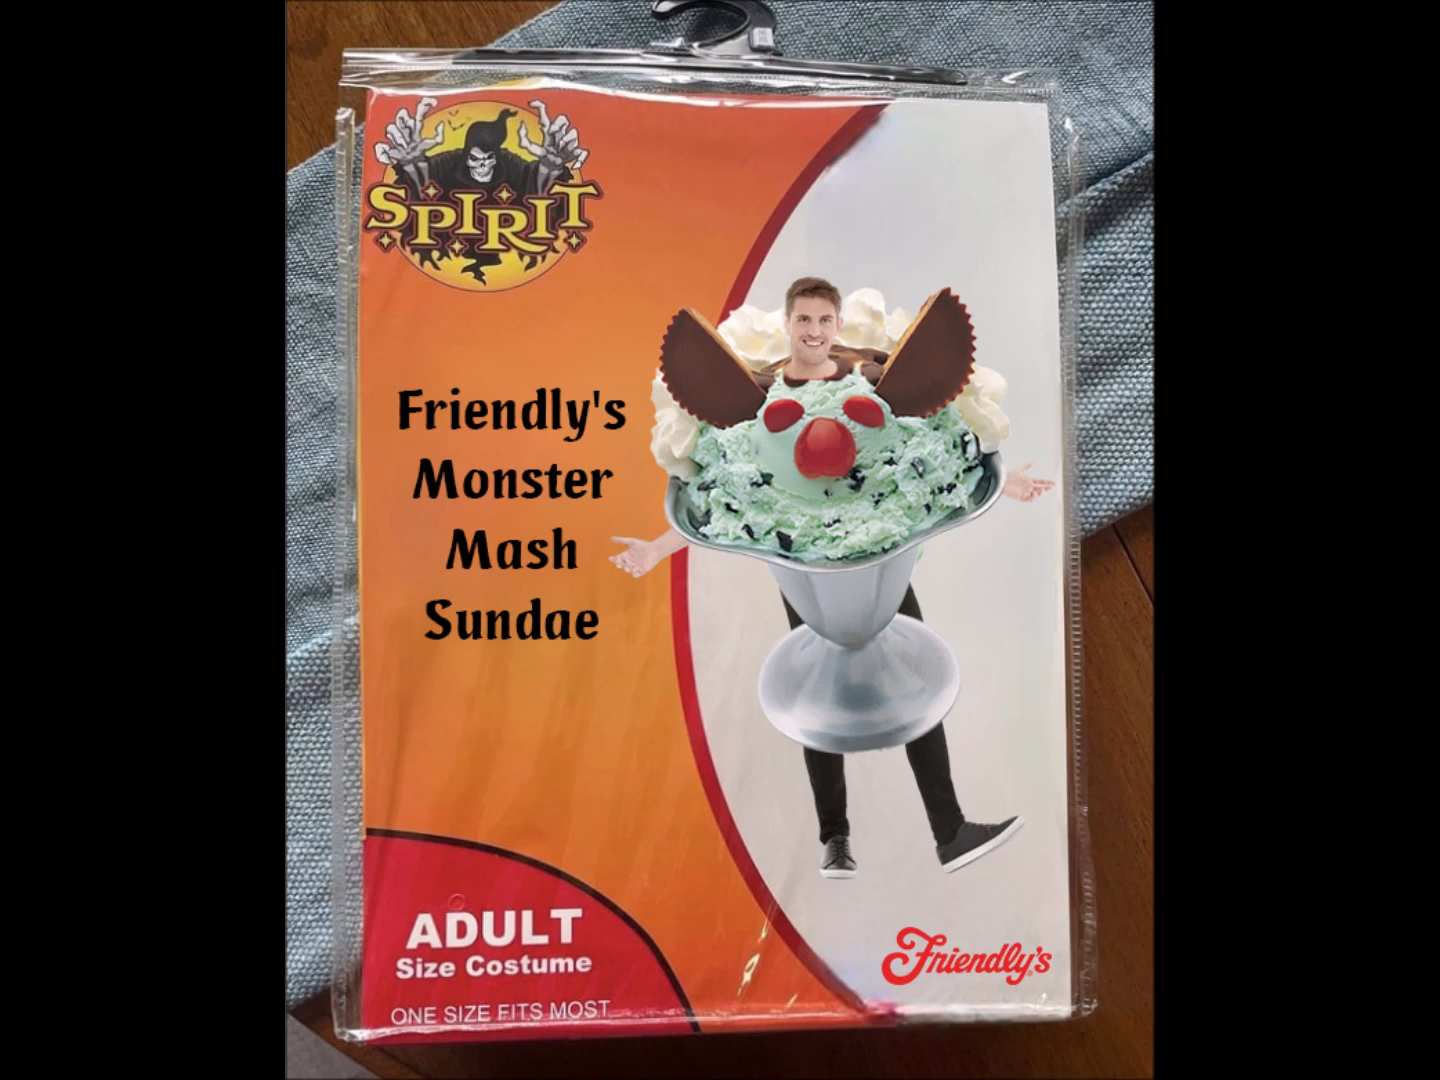 SPIRIT
Friendly's
Monster
Mash
Sundae
ADULT
Size Costume
ONE SIZE FITS MOST
Friendly's